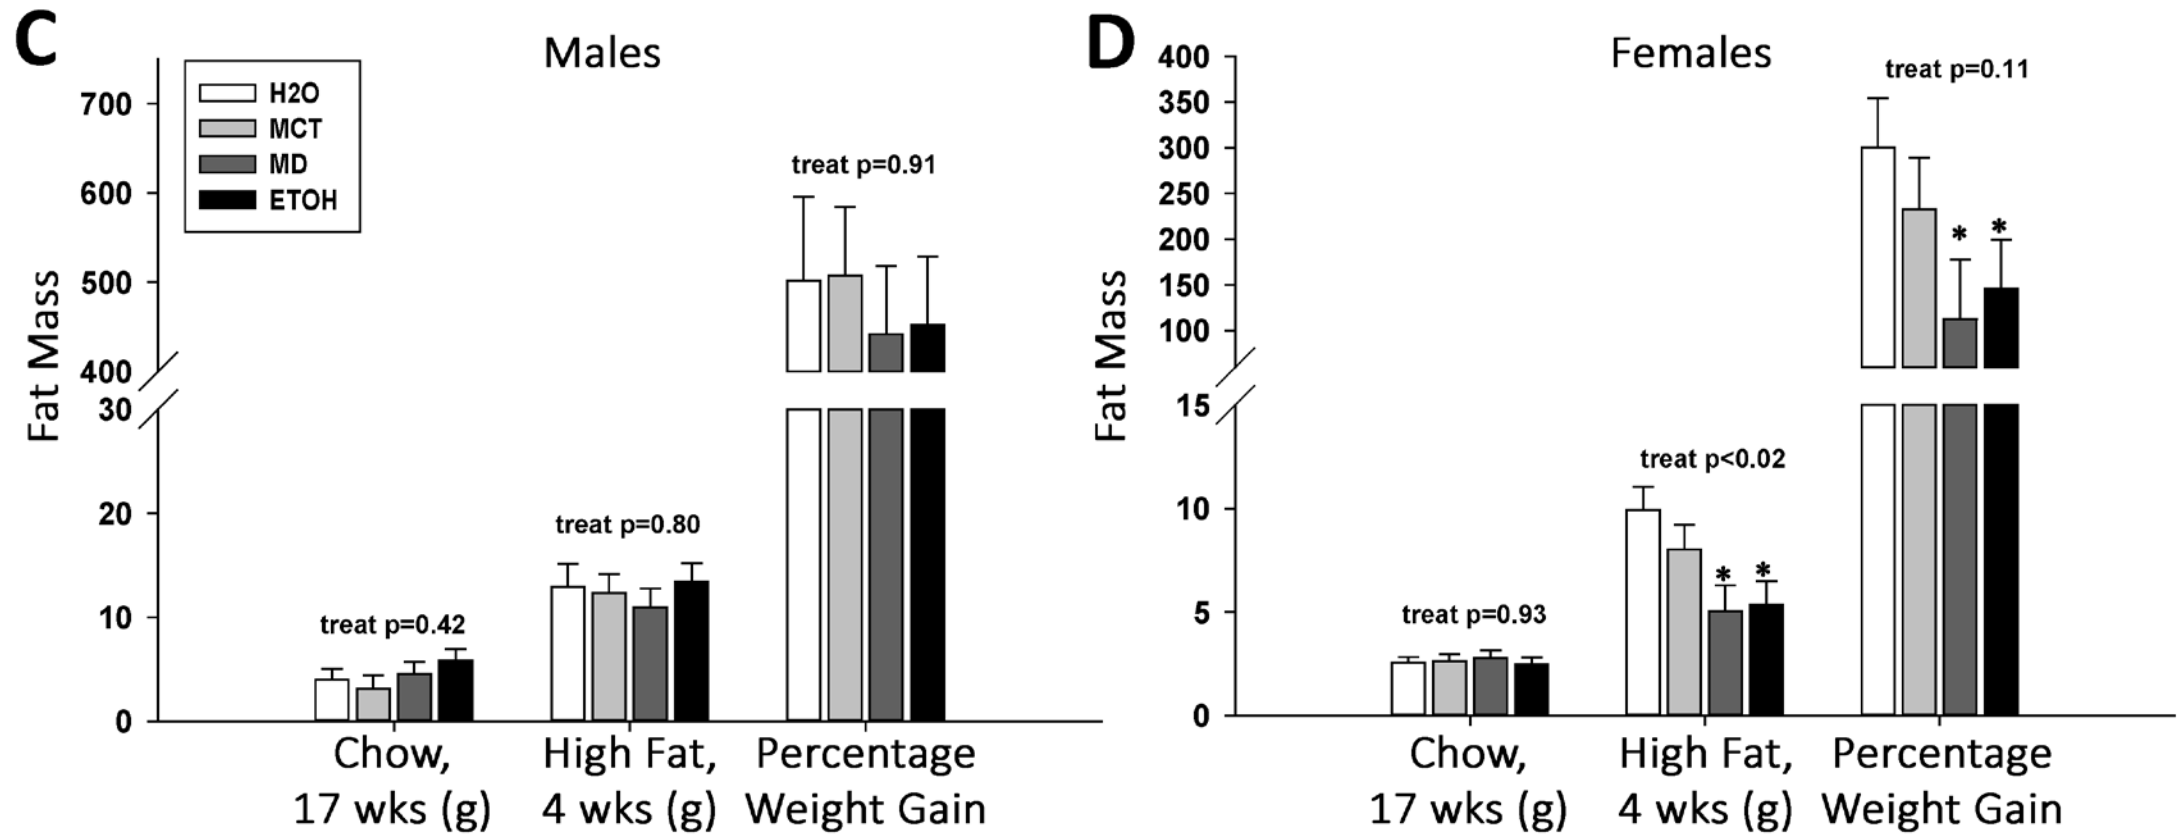 C
Males
H2O
MCT
MD
ETOH
Fat Mass
700
600
500
400
30
20
10
0
treat p=0.42
treat p=0.80
treat p=0.91
Chow,
17 wks (g)
High Fat,
4 wks (g)
Percentage
Weight Gain
D
Females
Fat Mass
400
350
300
250
200
150
100
15
10
5
0
treat p=0.93
treat p<0.02
* *
treat p=0.11
* *
Chow,
17 wks (g)
High Fat,
4 wks (g)
Percentage
Weight Gain